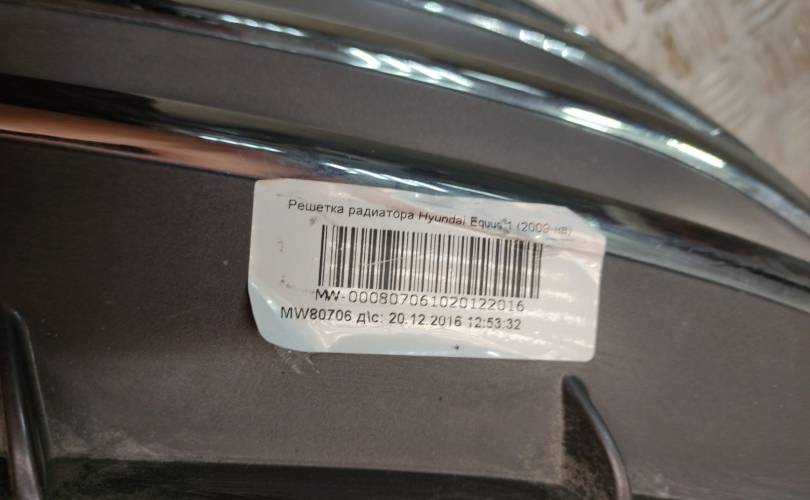 Решетка радиатора Hyundai Equus 1 (2009-нв)
MW-000807061020122016
MW80706 д\с: 20.12.2016 12:53:32